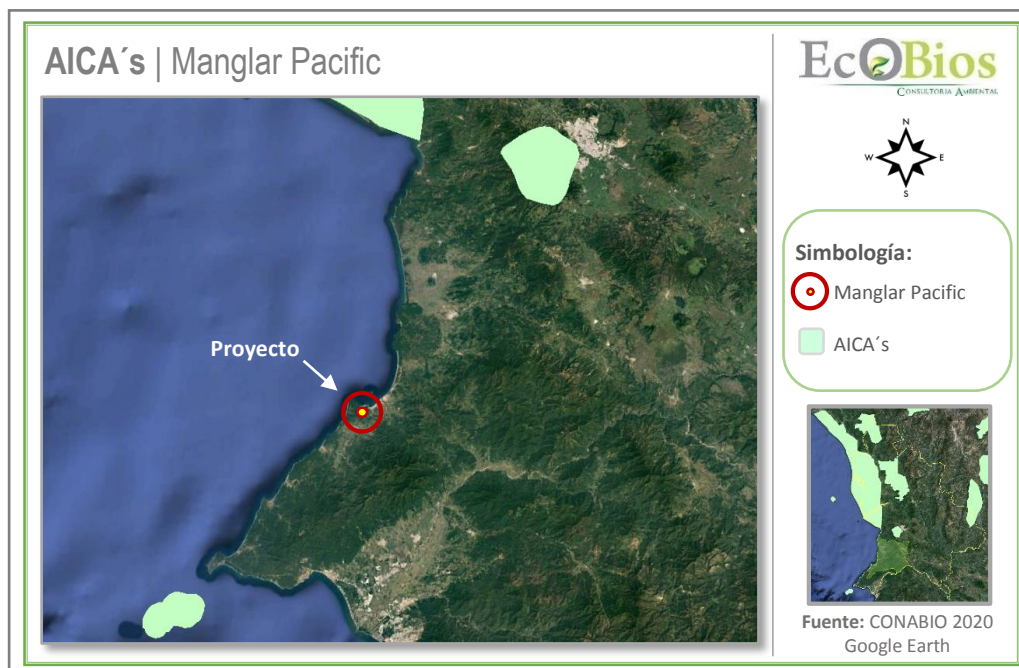 AICA´s | Manglar Pacific
EcoBios
CONSULTORIA AMBIENTAL
N
W E
S
Proyecto
Simbología:
Manglar Pacific
AICA´s
Fuente: CONABIO 2020
Google Earth